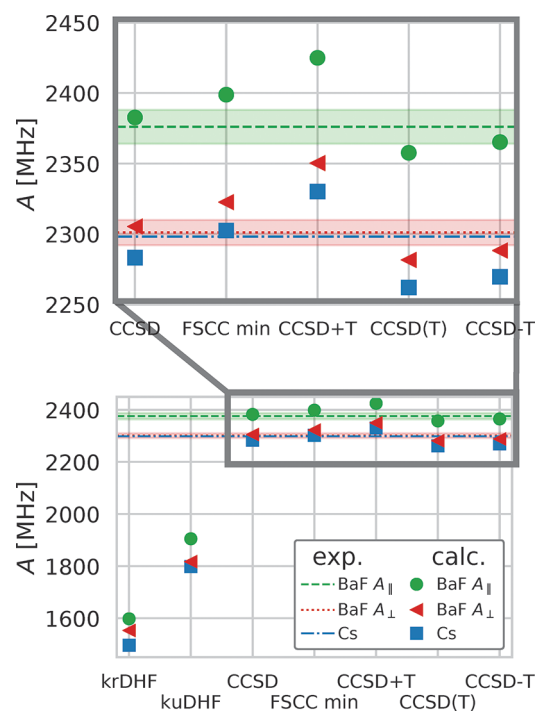 2450
2400
2350
2300
2250
A [MHz]
CCSD FSCC min CCSD+T CCSD(T) CCSD-T
2400
2200
2000
1800
1600
A [MHz]
exp. calc.
BaF A∥ BaF A∥
BaF A⊥ BaF A⊥
Cs Cs
krDHF CCSD CCSD+T CCSD-T
kuDHF FSCC min CCSD(T)